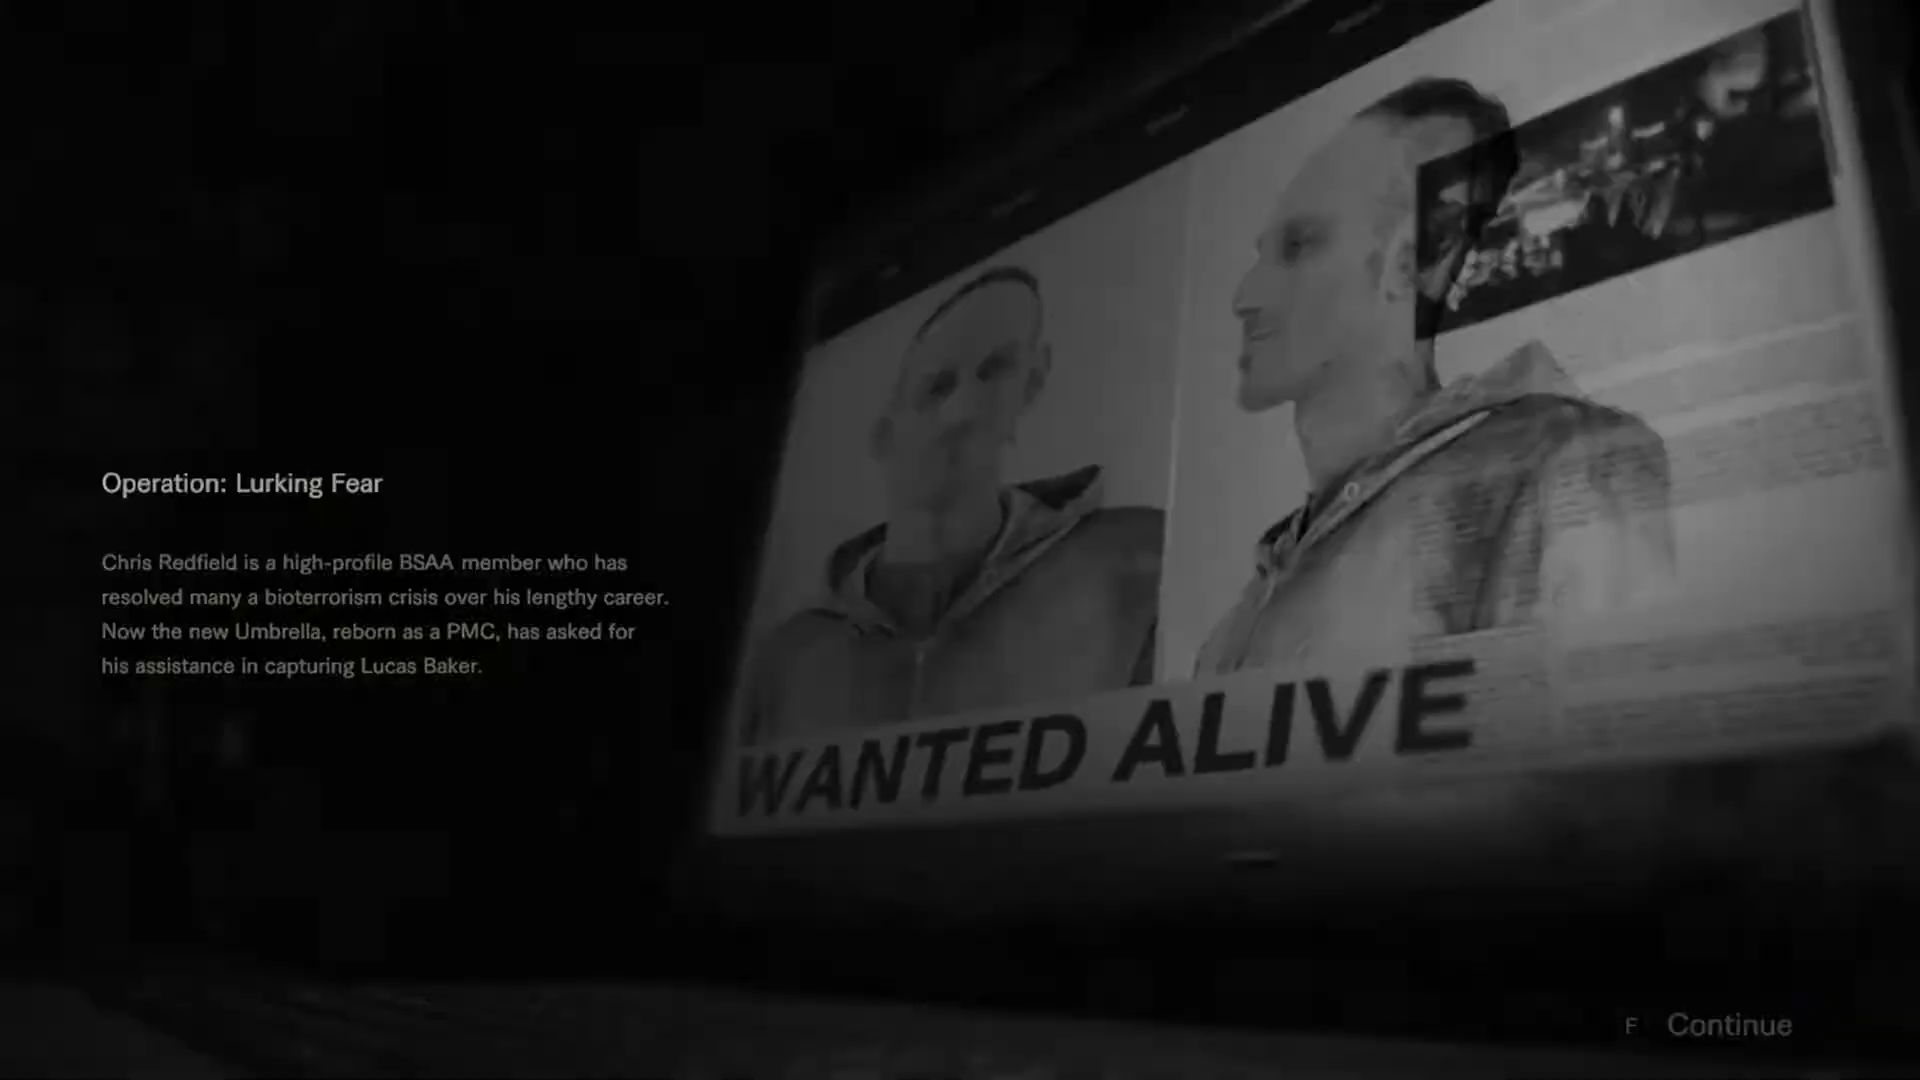 Operation: Lurking Fear
Chris Redfield is a high-profile BSAA member who has
resolved many a bioterrorism crisis over his lengthy career.
Now the new Umbrella, reborn as a PMC, has asked for
his assistance in capturing Lucas Baker.
WANTED ALIVE
F Continue